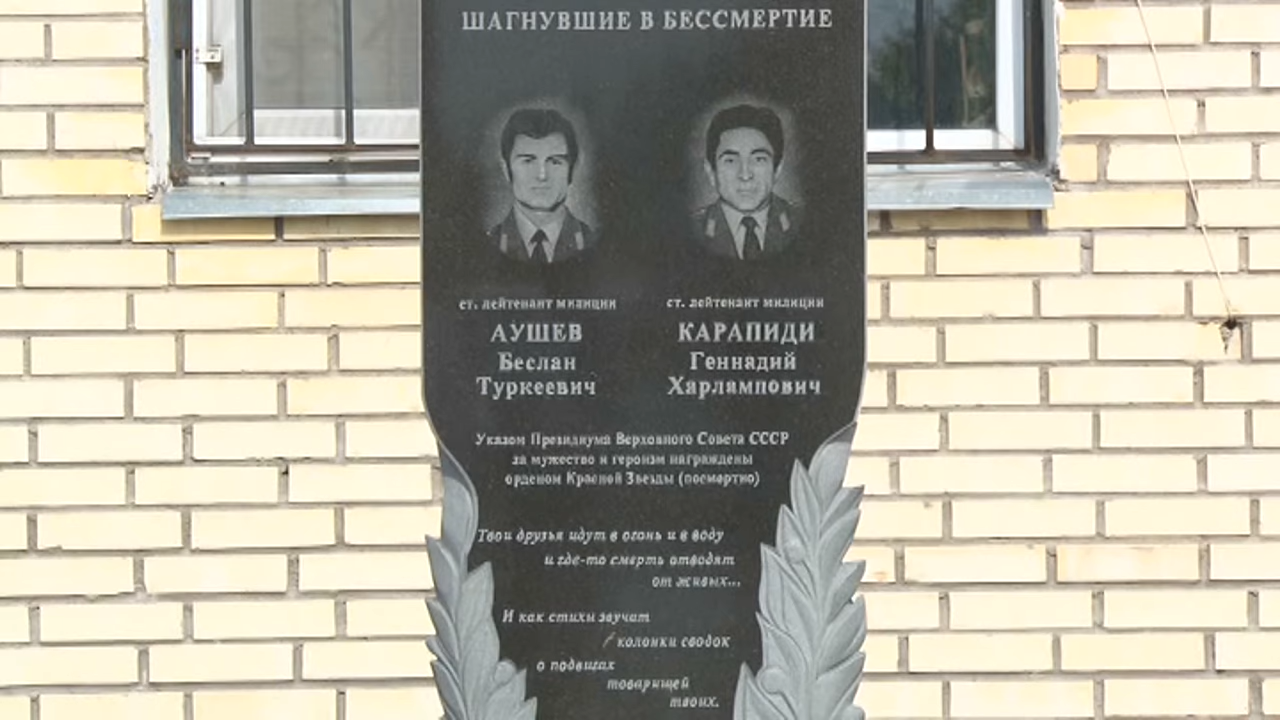 ШАГНУВШИЕ В БЕССМЕРТИЕ
ст. лейтенант милиции
АУШЕВ
Беслан
Туркеевич
ст. лейтенант милиции
КАРАПИДИ
Геннадий
Харлампович
Указом Президиума Верховного Совета СССР
за мужество и героизм награждены
орденом Красной Звезды (посмертно)
Твои друзья идут в огонь и в воду
и где-то смерть отводят
от живых...
И как стихи звучат
колонки сводок
о подвигах
товарищей
твоих.